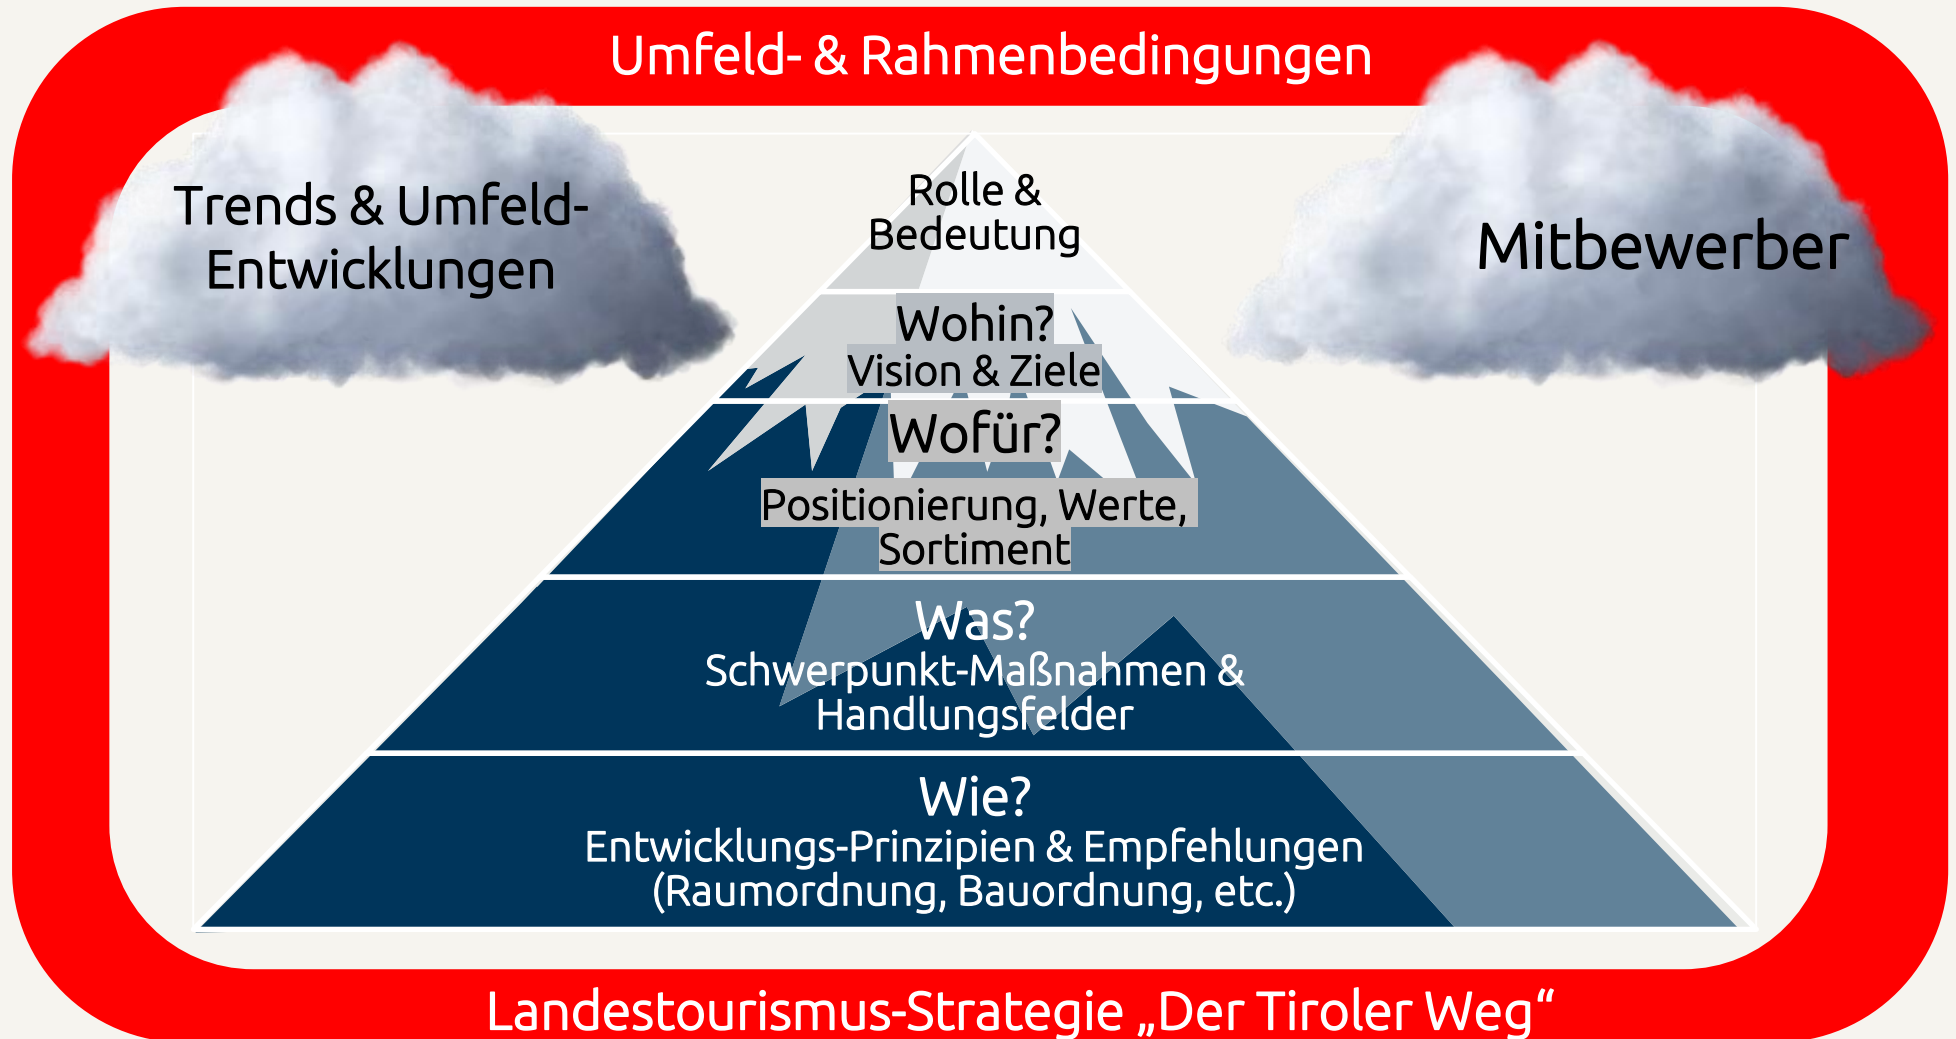 Umfeld- & Rahmenbedingungen
Trends & Umfeld-
Entwicklungen
Mitbewerber
Rolle &
Bedeutung
Wohin?
Vision & Ziele
Wofür?
Positionierung, Werte,
Sortiment
Was?
Schwerpunkt-Maßnahmen &
Handlungsfelder
Wie?
Entwicklungs-Prinzipien & Empfehlungen
(Raumordnung, Bauordnung, etc.)
Landestourismus-Strategie „Der Tiroler Weg“